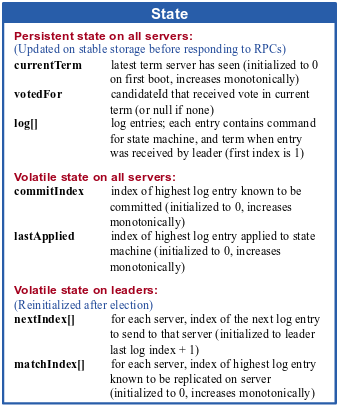 State
Persistent state on all servers:
(Updated on stable storage before responding to RPCs)
currentTerm latest term server has seen (initialized to 0
on first boot, increases monotonically)
votedFor candidateId that received vote in current
term (or null if none)
log[] log entries; each entry contains command
for state machine, and term when entry
was received by leader (first index is 1)
Volatile state on all servers:
commitIndex index of highest log entry known to be
committed (initialized to 0, increases
monotonically)
lastApplied index of highest log entry applied to state
machine (initialized to 0, increases
monotonically)
Volatile state on leaders:
(Reinitialized after election)
nextIndex[] for each server, index of the next log entry
to send to that server (initialized to leader
last log index + 1)
matchIndex[] for each server, index of highest log entry
known to be replicated on server
(initialized to 0, increases monotonically)